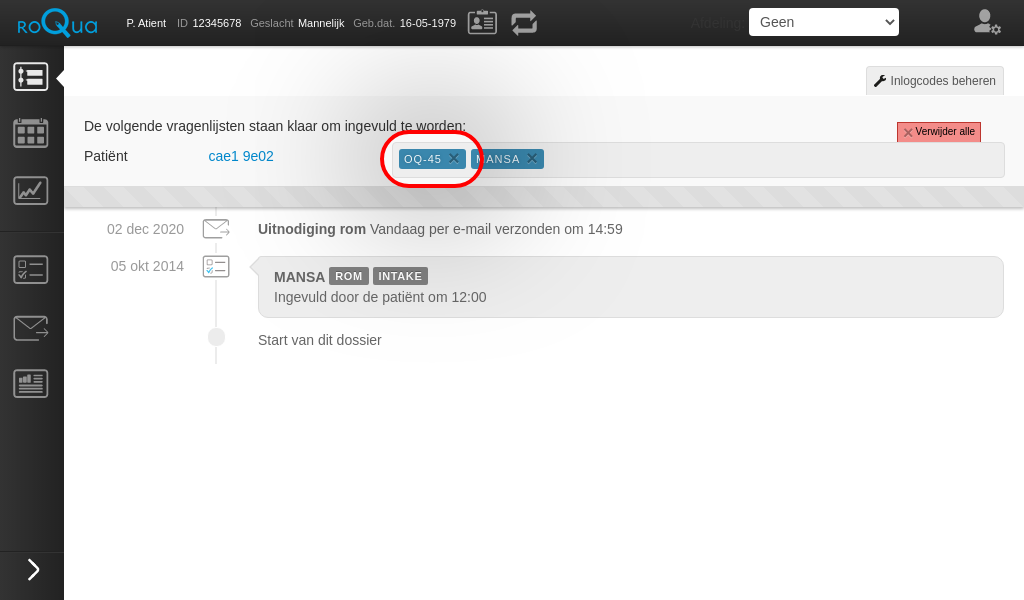 roQua P. Atient ID 12345678 Geslacht Mannelijk Geb.dat. 16-05-1979 Afdeling Geen
Inlogcodes beheren
De volgende vragenlijsten staan klaar om ingevuld te worden:
Verwijder alle
Patiënt cae1 9e02 OQ-45 MANSA
02 dec 2020 Uitnodiging rom Vandaag per e-mail verzonden om 14:59
05 okt 2014 MANSA ROM INTAKE
Ingevuld door de patiënt om 12:00
Start van dit dossier